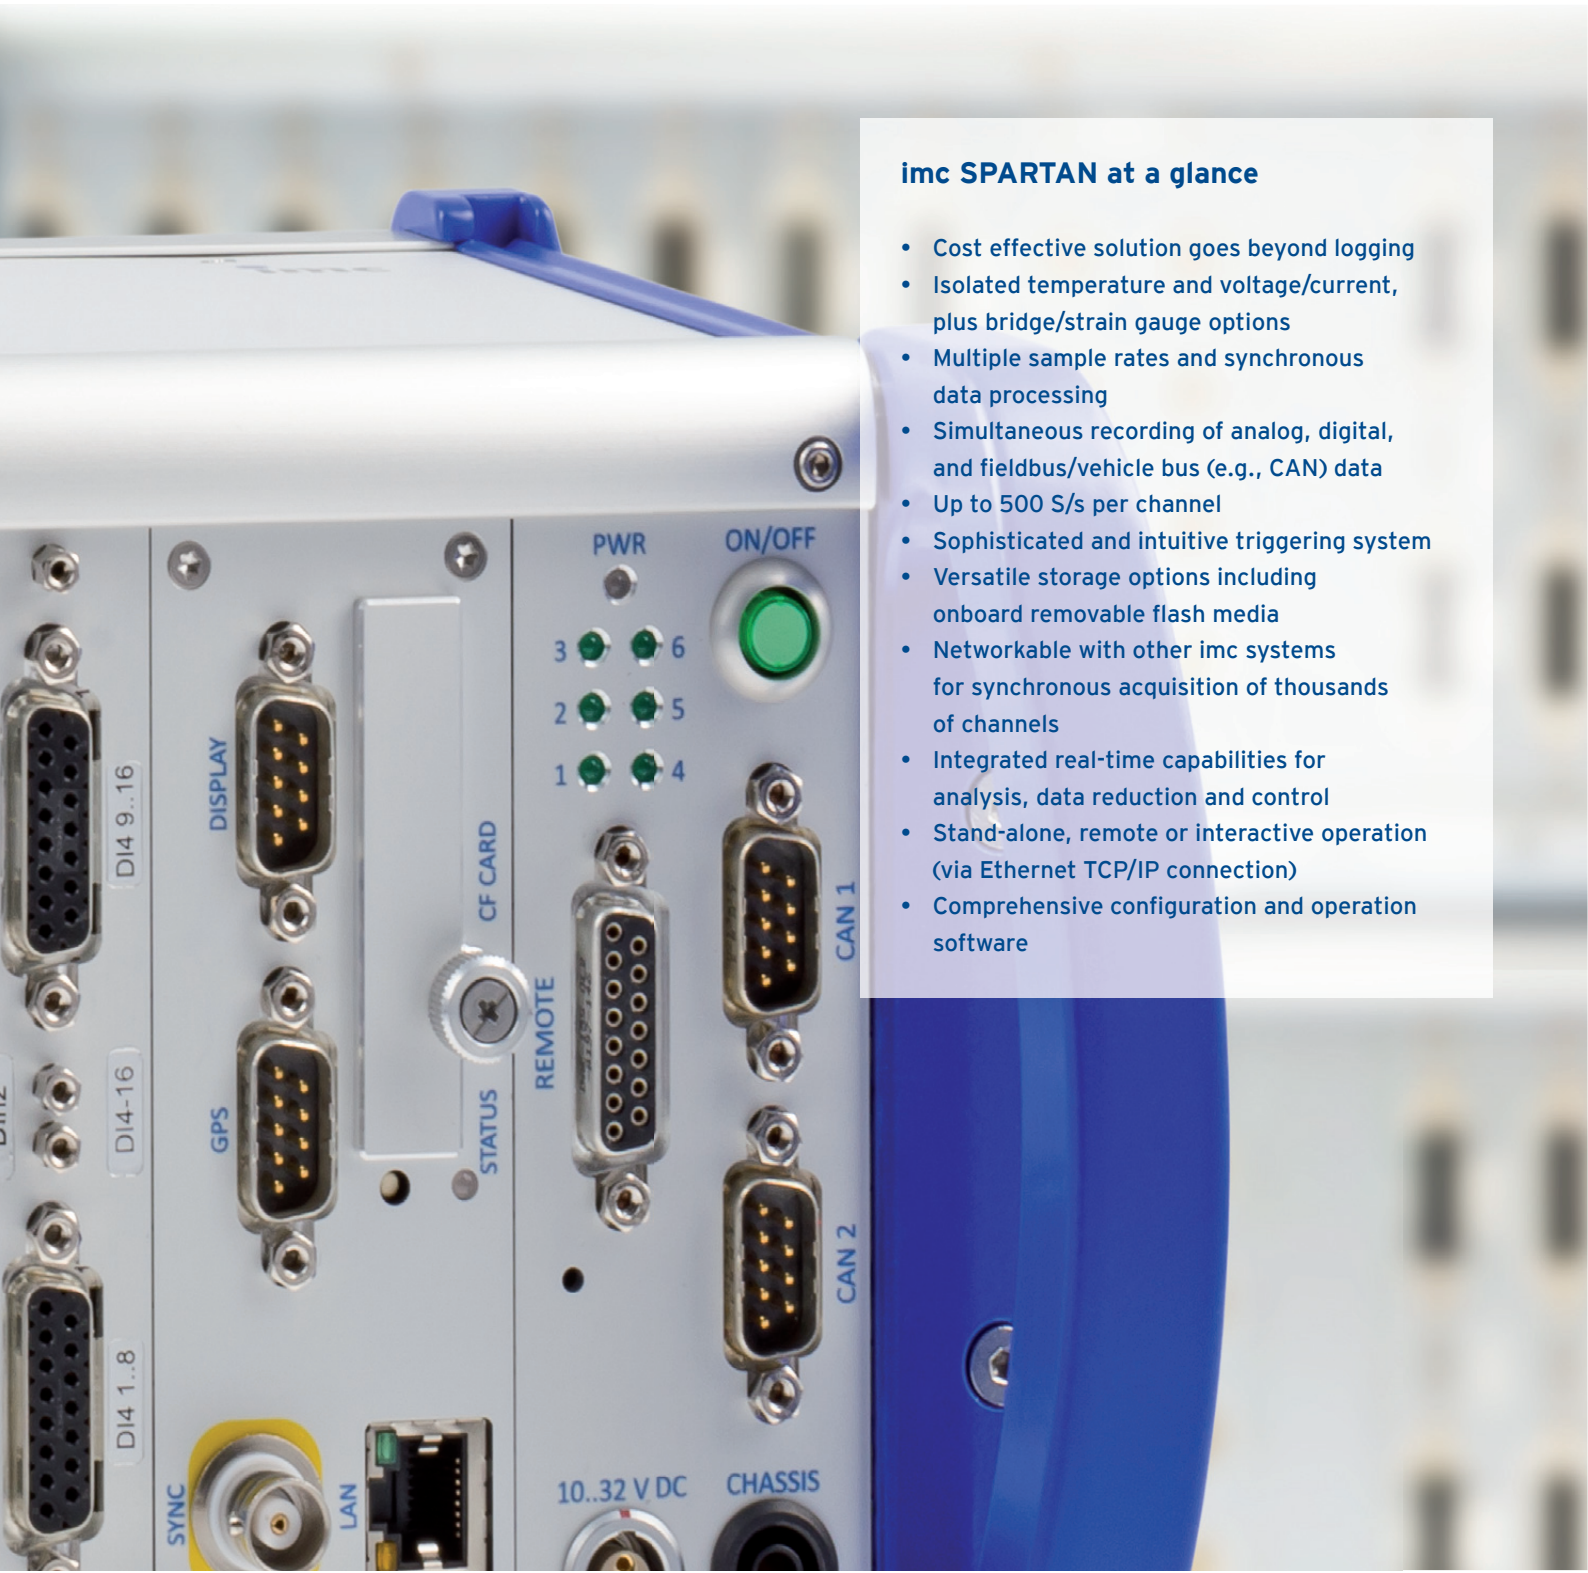 imc SPARTAN at a glance
• Cost effective solution goes beyond logging
• Isolated temperature and voltage/current,
plus bridge/strain gauge options
• Multiple sample rates and synchronous
data processing
• Simultaneous recording of analog, digital,
and fieldbus/vehicle bus (e.g., CAN) data
• Up to 500 S/s per channel
• Sophisticated and intuitive triggering system
• Versatile storage options including
onboard removable flash media
• Networkable with other imc systems
for synchronous acquisition of thousands
of channels
• Integrated real-time capabilities for
analysis, data reduction and control
• Stand-alone, remote or interactive operation
(via Ethernet TCP/IP connection)
• Comprehensive configuration and operation
software
imc
PWR
ON/OFF
3
6
2
5
1
4
DISPLAY
DI4 9..16
CF CARD
CAN 1
REMOTE
DI4-16
GPS
STATUS
CAN 2
DI4 1..8
SYNC
LAN
10..32 V DC
CHASSIS